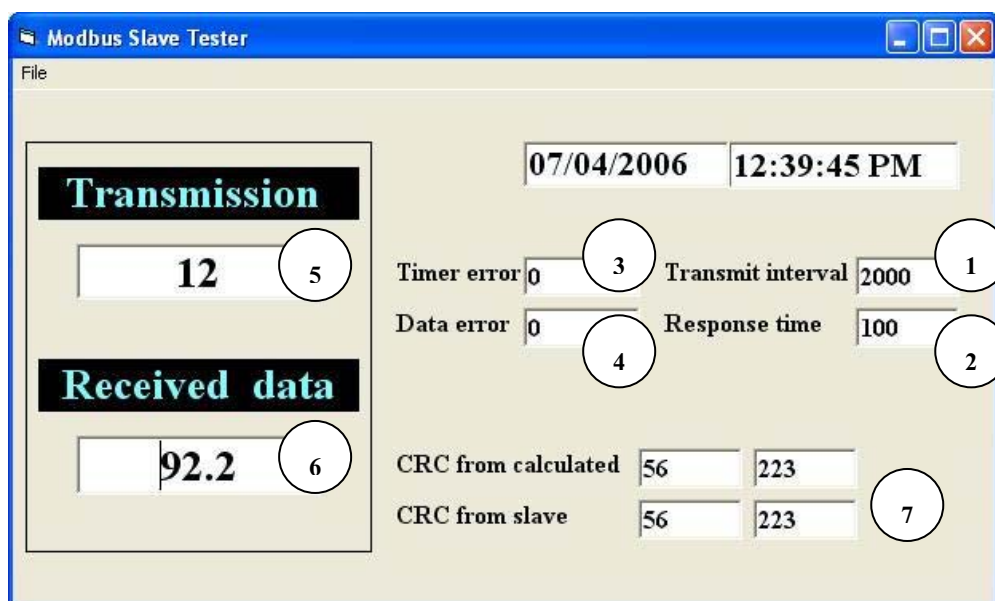 Modbus Slave Tester
File
07/04/2006 12:39:45 PM
Transmission
12 5
Timer error 0 3 Transmit interval 2000 1
Data error 0 4 Response time 100 2
Received data
92.2 6
CRC from calculated 56 223
CRC from slave 56 223 7